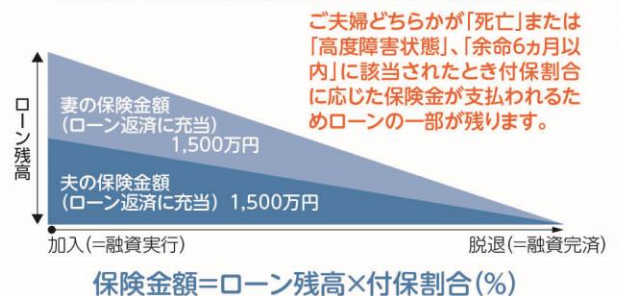 ご夫婦どちらかが「死亡」または
「高度障害状態」、「余命6ヵ月以
内」に該当されたとき付保割合
に応じた保険金が支払われるた
めローンの一部が残ります。
ローン残高
妻の保険金額
(ローン返済に充当)
1,500万円
夫の保険金額
(ローン返済に充当) 1,500万円
加入(=融資実行)
脱退(=融資完済)
保険金額=ローン残高×付保割合(%)